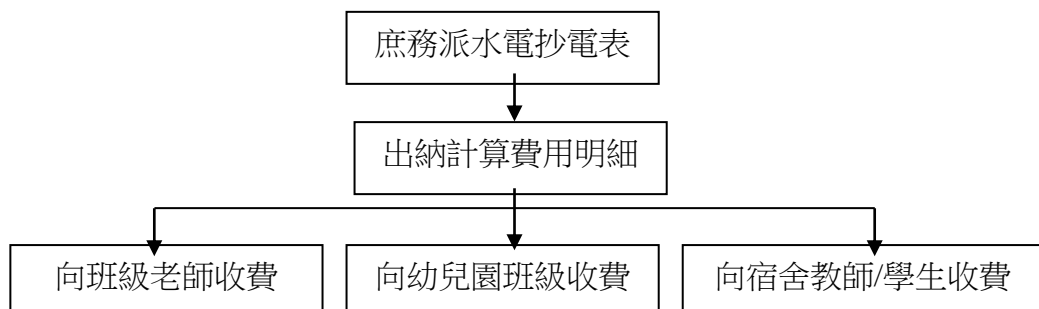 庶務派水電抄電表
出納計算費用明細
向班級老師收費
向幼兒園班級收費
向宿舍教師/學生收費